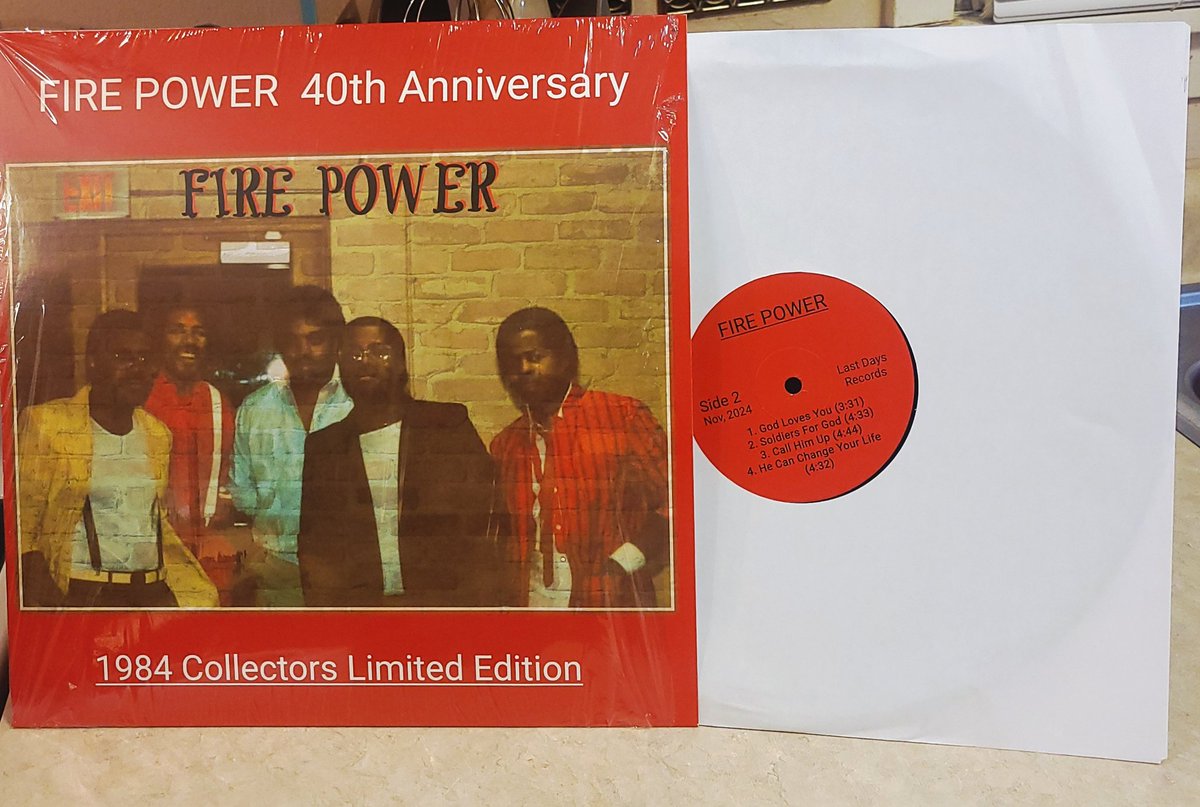 FIRE POWER 40th Anniversary
EXIT
FIRE POWER
1984 Collectors Limited Edition
FIRE POWER
Last Days
Records
Side 2
Nov, 2024
1. God Loves You (3:31)
2. Soldiers For God (4:33)
3. Call Him Up (4:44)
4. He Can Change Your Life
(4:32)